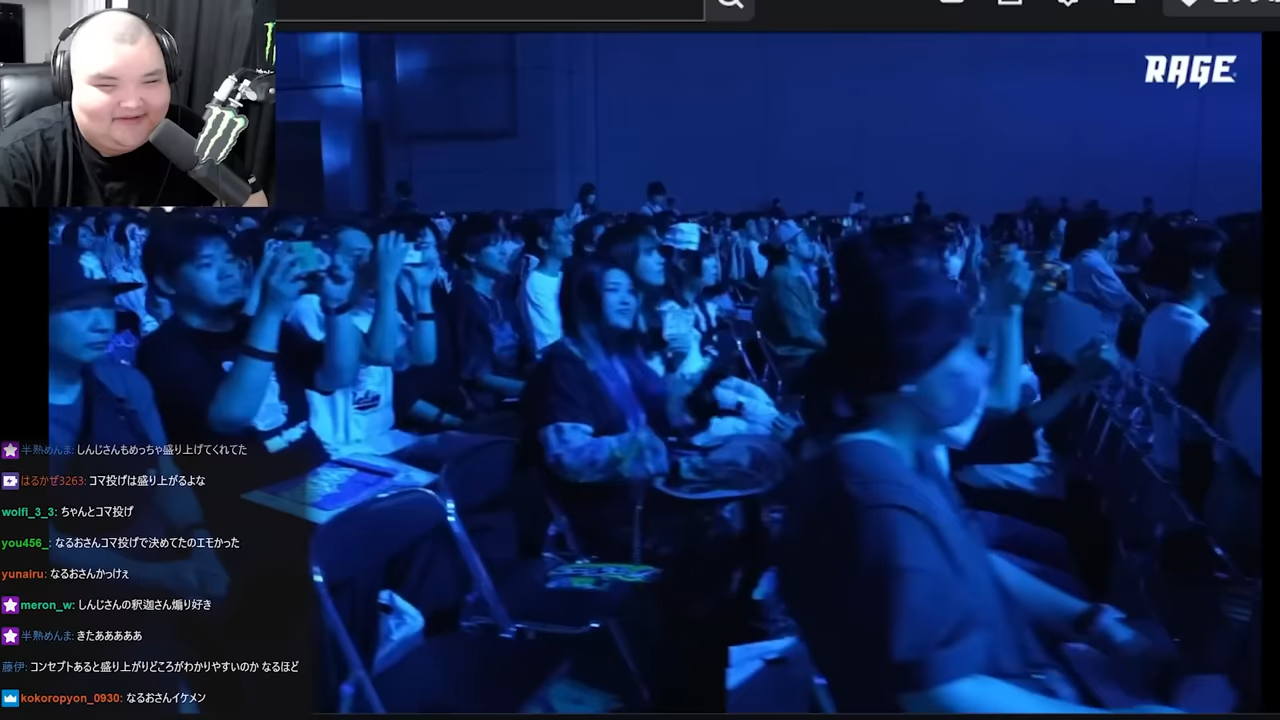 RAGE
半熟めんま: しんじさんもめっちゃ盛り上げてくれてた
はるかぜ3263: コマ投げは盛り上がるよな
wolfi_3_3: ちゃんとコマ投げ
you456_: なるおさんコマ投げで決めてたのエモかった
yunairu: なるおさんかっけぇ
meron_w: しんじさんの釈迦さん煽り好き
半熟めんま: きたああああああ
藤伊: コンセプトあると盛り上がりどころがわかりやすいのか なるほど
kokoropyon_0930: なるおさんイケメン